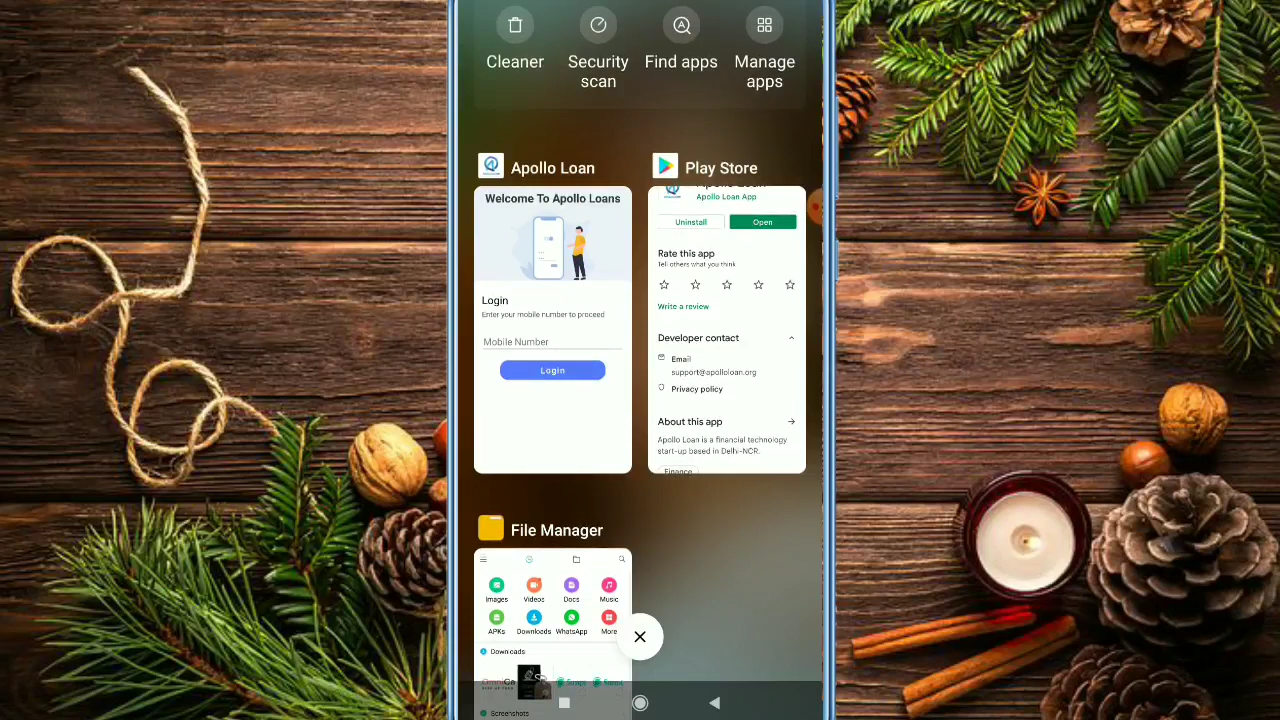 Cleaner
Security scan
Find apps
Manage apps
Apollo Loan
Welcome To Apollo Loans
Login
Enter your mobile number to proceed
Mobile Number
Login
Play Store
Apollo Loan App
Uninstall
Open
Rate this app
Tell others what you think
Write a review
Developer contact
Email
support@apolloloan.org
Privacy policy
About this app
Apollo Loan is a financial technology
start-up based in Delhi-NCR.
Finance
File Manager
Images
Videos
Docs
Music
APKs
Downloads
WhatsApp
More
Downloads
Screenshots